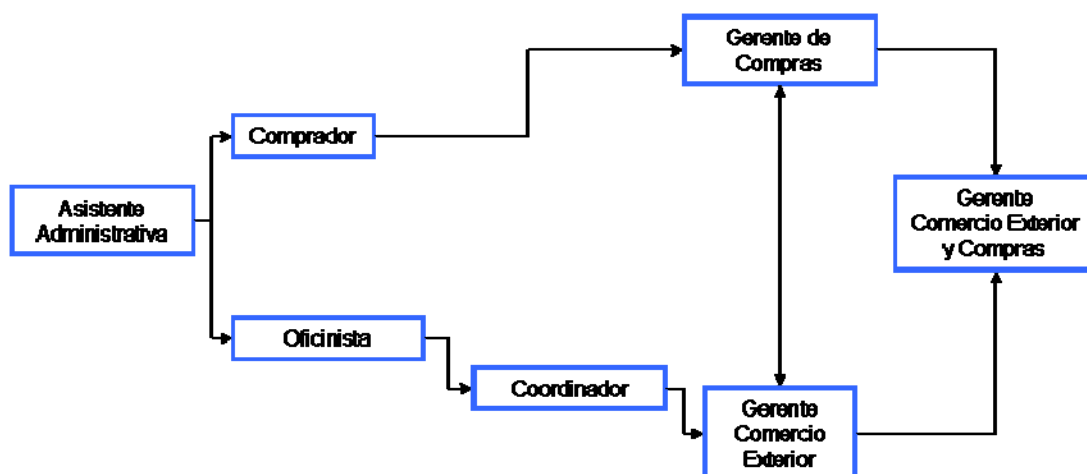 Gerente de
Compras
Comprador
Asistente
Administrativa
Gerente
Comercio Exterior
y Compras
Oficinista
Coordinador
Gerente
Comercio
Exterior